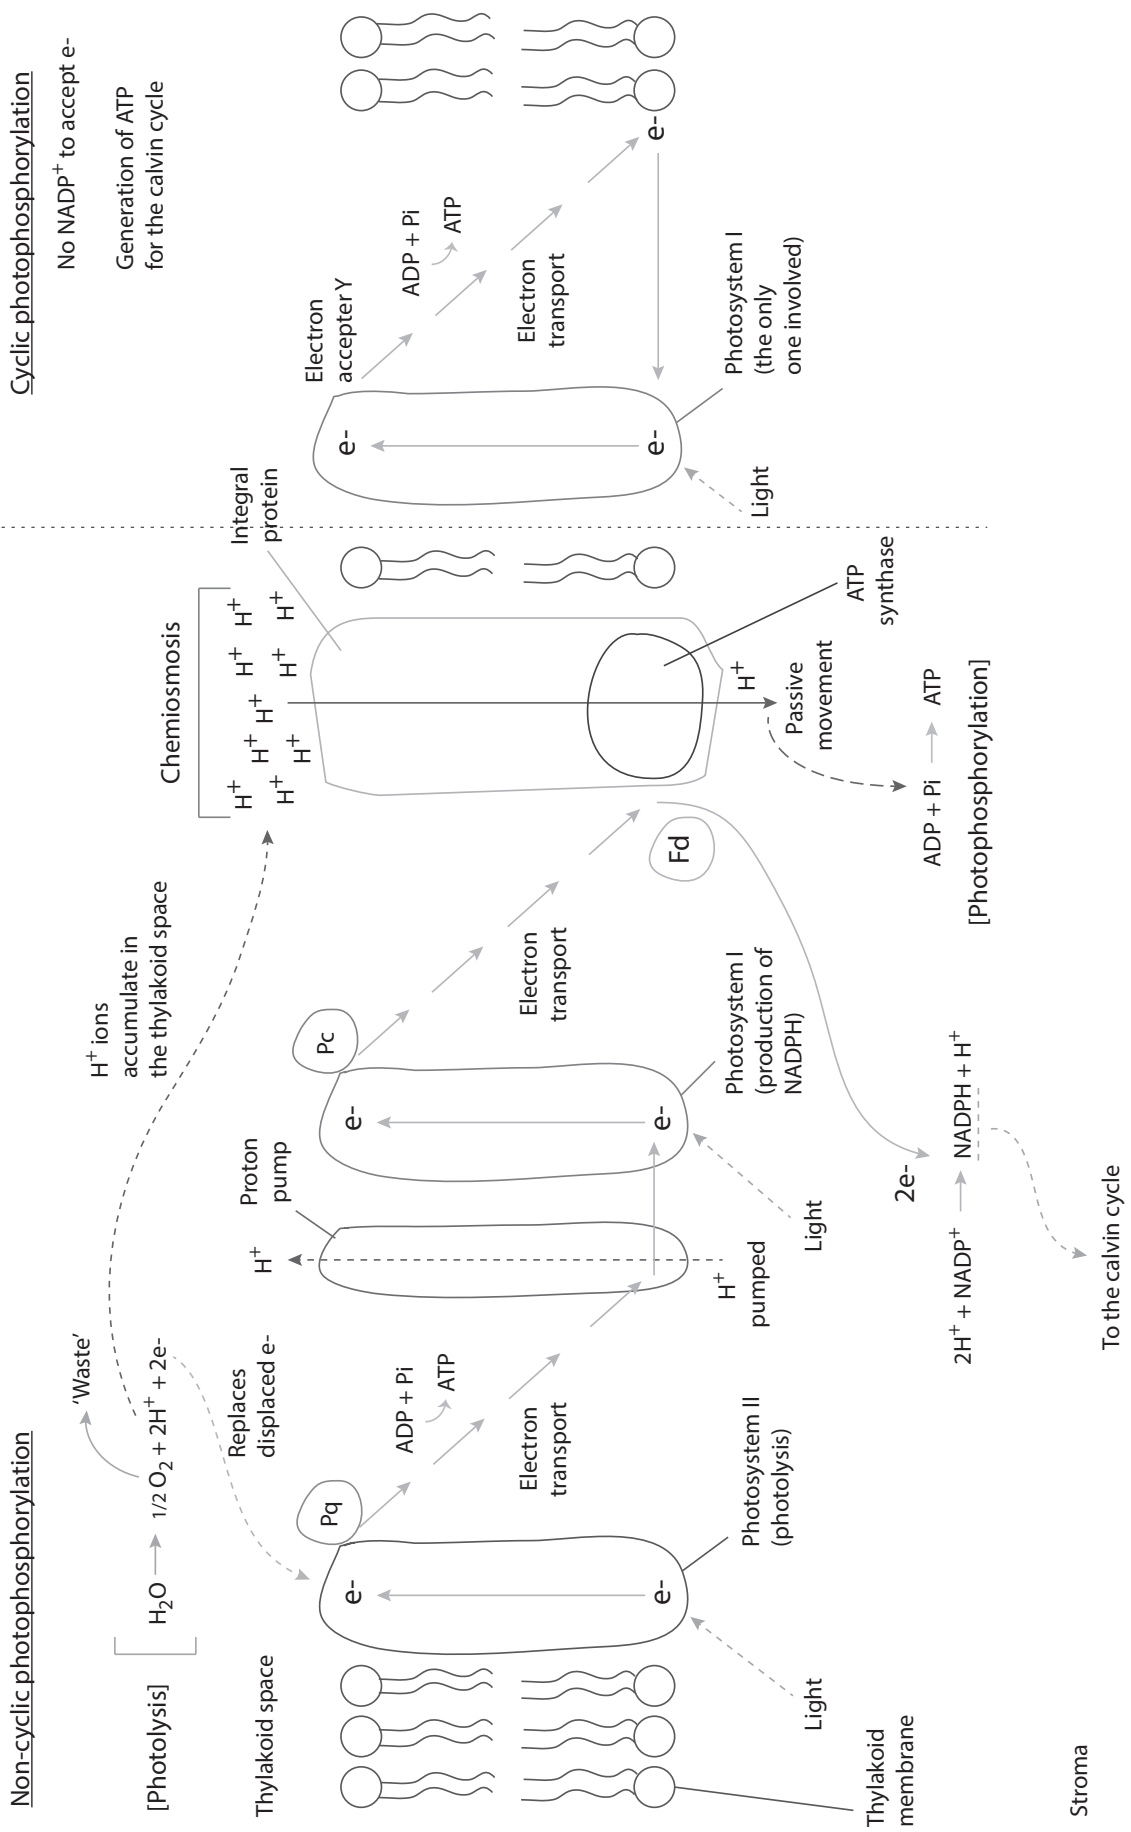 Non-cyclic photophosphorylation
[Photolysis]
H₂O
1/2 O₂ + 2H⁺ + 2e-
'Waste'
H⁺ ions
accumulate in
the thylakoid space
Chemiosmosis
Thylakoid space
Replaces
displaced e-
H⁺
Proton
pump
H⁺
H⁺
H⁺
H⁺
H⁺
H⁺
H⁺
H⁺
H⁺
Integral
protein
Pq
e-
e-
ADP + Pi
ATP
Electron
transport
Pc
e-
e-
Electron
transport
Fd
Light
Photosystem II
(photolysis)
H⁺
pumped
Light
Photosystem I
(production of
NADPH)
H⁺
Passive
movement
ATP
synthase
Thylakoid
membrane
2e-
ADP + Pi
ATP
[Photophosphorylation]
2H⁺ + NADP⁺
NADPH + H⁺
Stroma
To the calvin cycle
Cyclic photophosphorylation
No NADP⁺ to accept e-
Generation of ATP
for the calvin cycle
Electron
accepter Y
e-
e-
ADP + Pi
ATP
Electron
transport
e-
Light
Photosystem I
(the only
one involved)